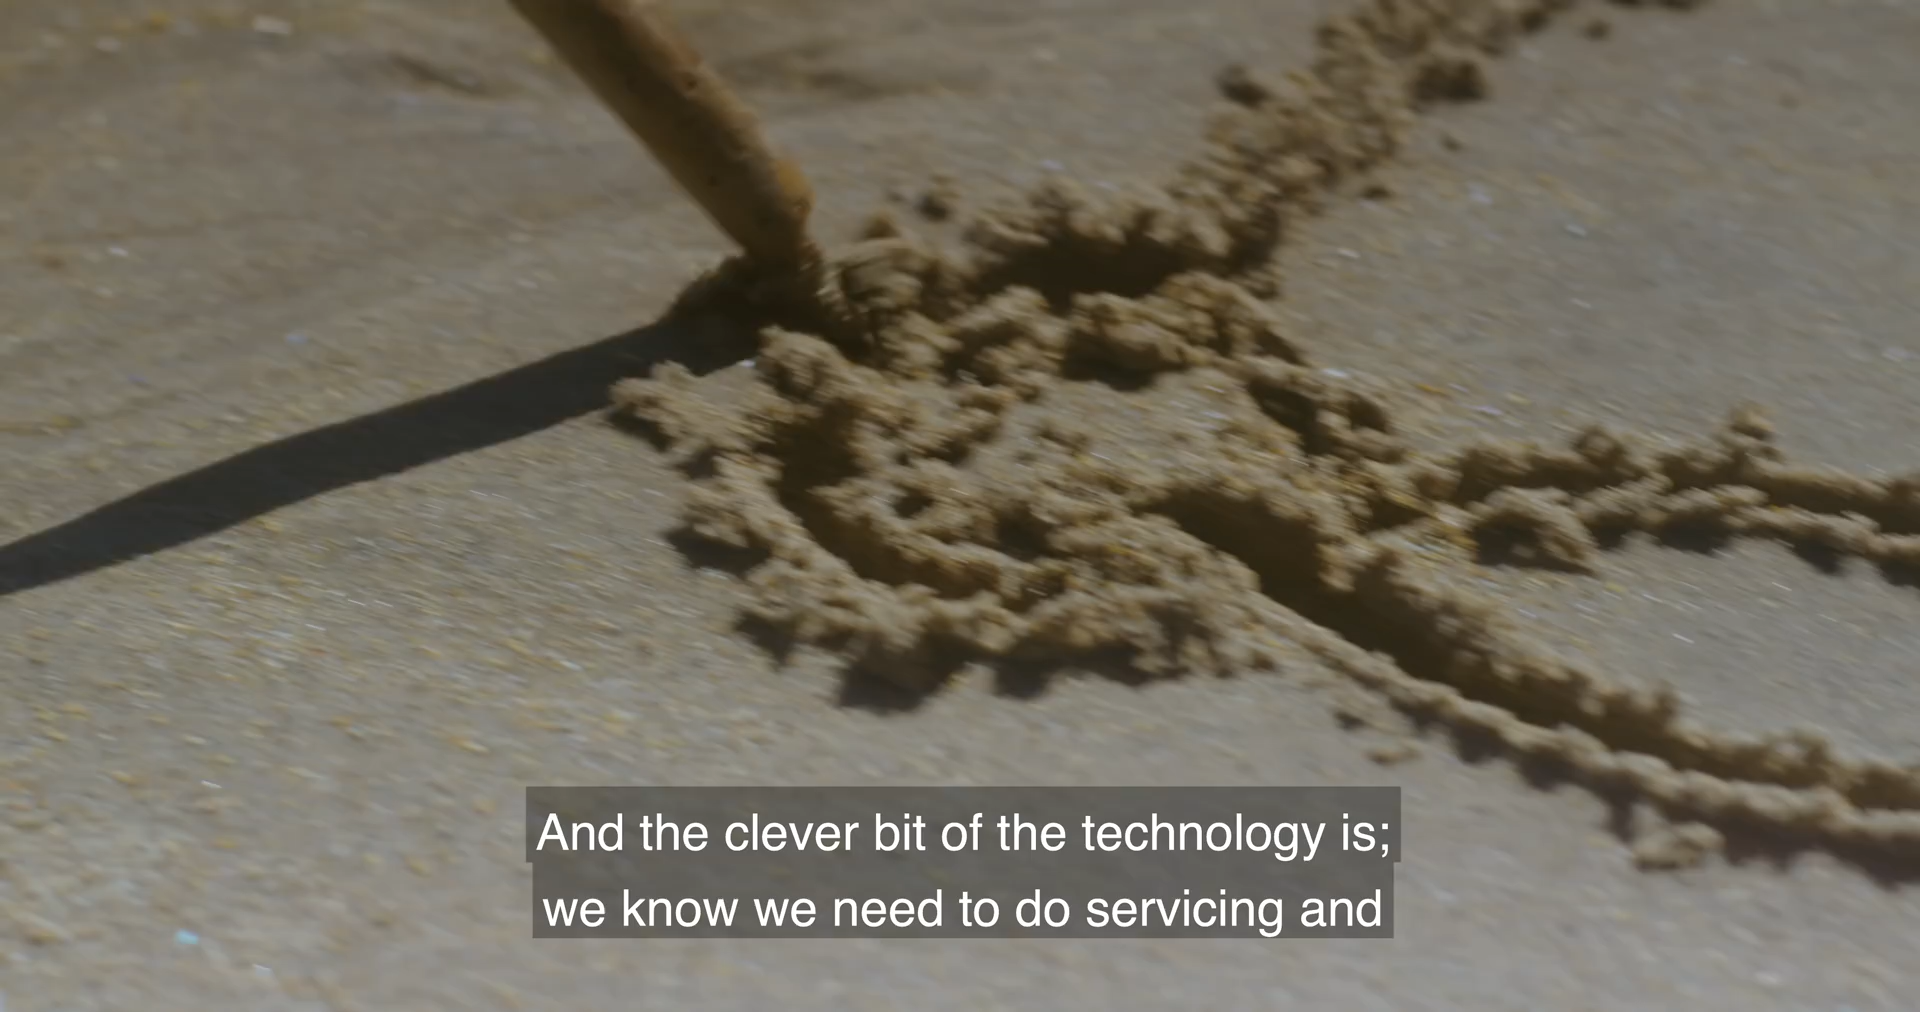 And the clever bit of the technology is;
we know we need to do servicing and